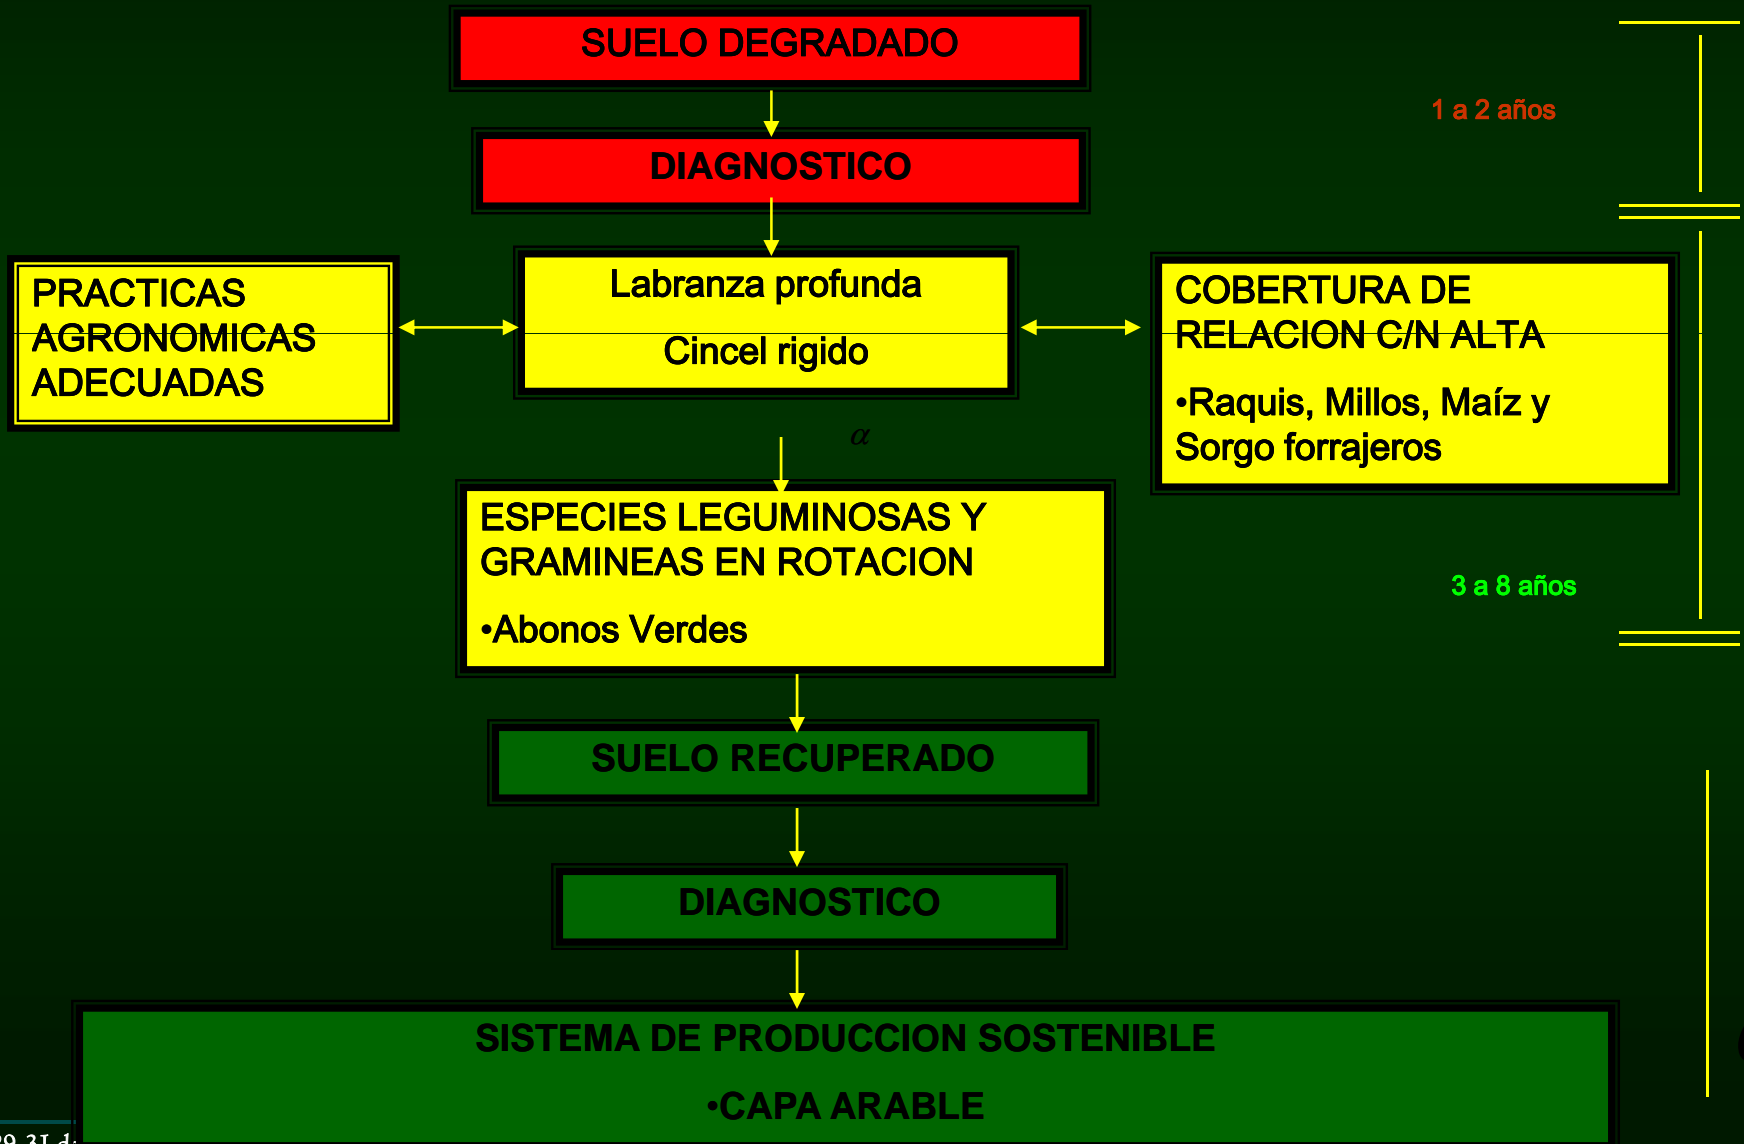 SUELO DEGRADADO
1 a 2 años
DIAGNOSTICO
PRACTICAS
AGRONOMICAS
ADECUADAS
Labranza profunda
Cincel rigido
COBERTURA DE
RELACION C/N ALTA
•Raquis, Millos, Maíz y
Sorgo forrajeros
α
ESPECIES LEGUMINOSAS Y
GRAMINEAS EN ROTACION
•Abonos Verdes
3 a 8 años
SUELO RECUPERADO
DIAGNOSTICO
SISTEMA DE PRODUCCION SOSTENIBLE
•CAPA ARABLE